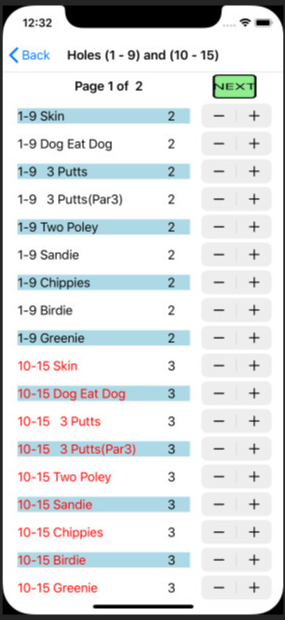 12:32
Back Holes (1 - 9) and (10 - 15)
Page 1 of 2 NEXT
1-9 Skin 2 − +
1-9 Dog Eat Dog 2 − +
1-9 3 Putts 2 − +
1-9 3 Putts(Par3) 2 − +
1-9 Two Poley 2 − +
1-9 Sandie 2 − +
1-9 Chippies 2 − +
1-9 Birdie 2 − +
1-9 Greenie 2 − +
10-15 Skin 3 − +
10-15 Dog Eat Dog 3 − +
10-15 3 Putts 3 − +
10-15 3 Putts(Par3) 3 − +
10-15 Two Poley 3 − +
10-15 Sandie 3 − +
10-15 Chippies 3 − +
10-15 Birdie 3 − +
10-15 Greenie 3 − +